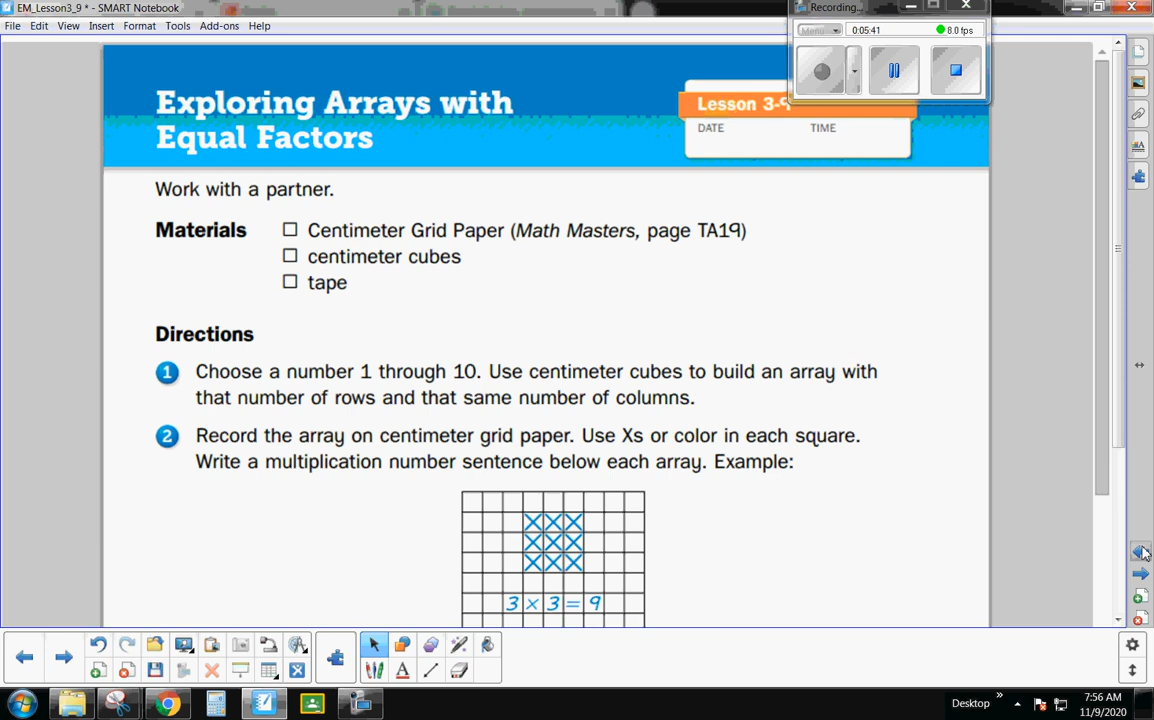 EM_Lesson3_9 * - SMART Notebook
Recording...
File Edit View Insert Format Tools Add-ons Help
Menu 0:05:41 8.0 fps
Exploring Arrays with
Equal Factors
Lesson 3-9
DATE TIME
Work with a partner.
Materials
Centimeter Grid Paper (Math Masters, page TA19)
centimeter cubes
tape
Directions
1 Choose a number 1 through 10. Use centimeter cubes to build an array with
that number of rows and that same number of columns.
2 Record the array on centimeter grid paper. Use Xs or color in each square.
Write a multiplication number sentence below each array. Example:
X X X
X X X
X X X
3 × 3 = 9
Desktop
7:56 AM
11/9/2020